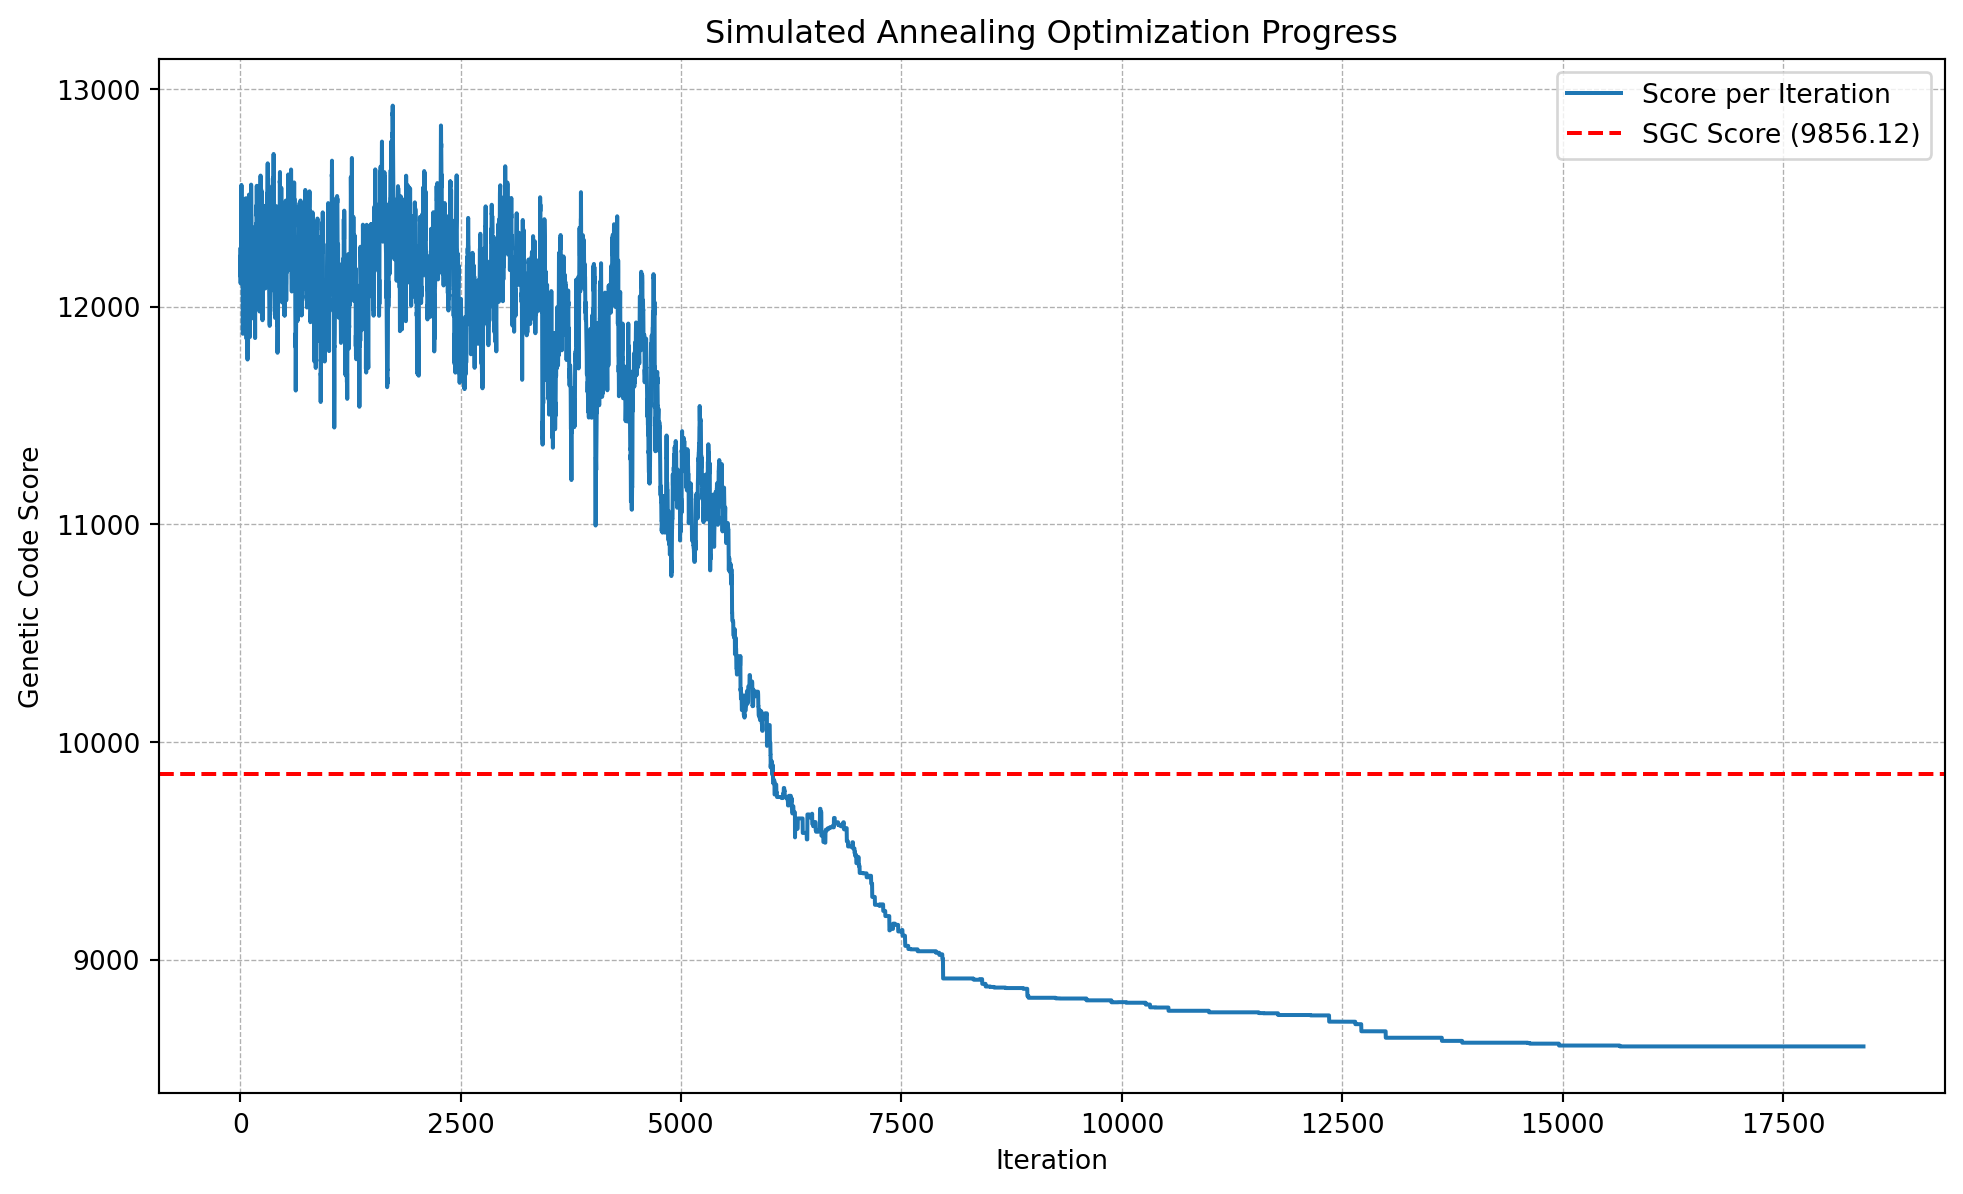 Simulated Annealing Optimization Progress
Score per Iteration
SGC Score (9856.12)
Genetic Code Score
13000
12000
11000
10000
9000
0 2500 5000 7500 10000 12500 15000 17500
Iteration